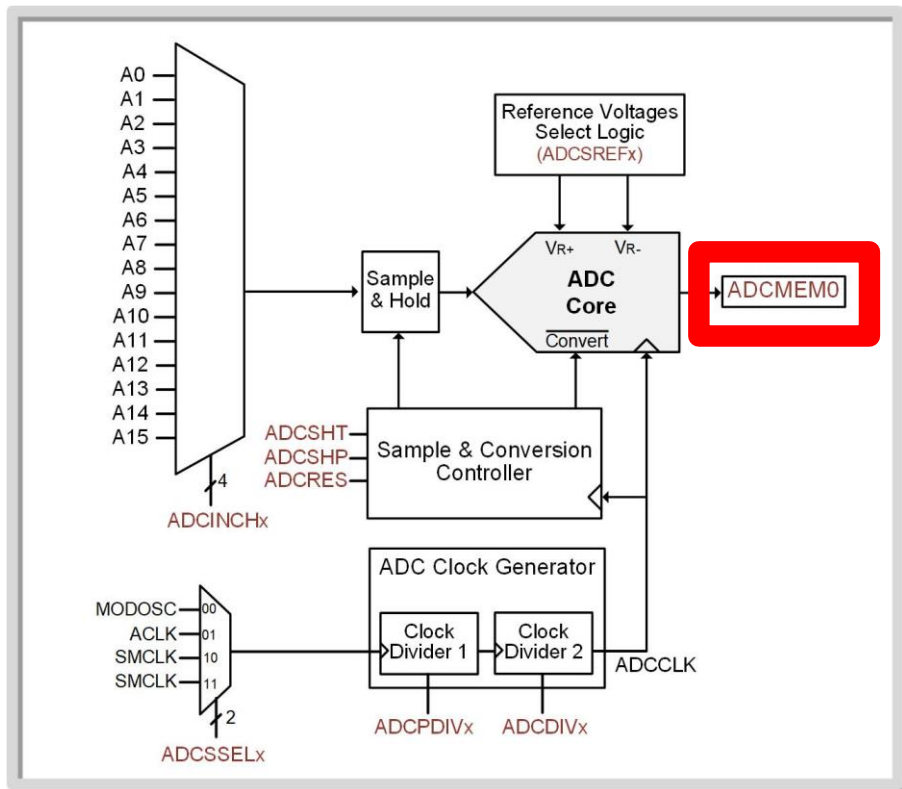 A0
A1
A2
A3
A4
A5
A6
A7
A8
A9
A10
A11
A12
A13
A14
A15
4
ADCINCHx
Reference Voltages
Select Logic
(ADCSREFx)
Sample
& Hold
VR+ VR-
ADC
Core
Convert
ADCMEM0
ADCSHT
ADCSHP
ADCRES
Sample & Conversion
Controller
MODOSC 00
ACLK 01
SMCLK 10
SMCLK 11
2
ADCSSELx
ADC Clock Generator
Clock
Divider 1
Clock
Divider 2
ADCCLK
ADCPDIVx
ADCDIVx